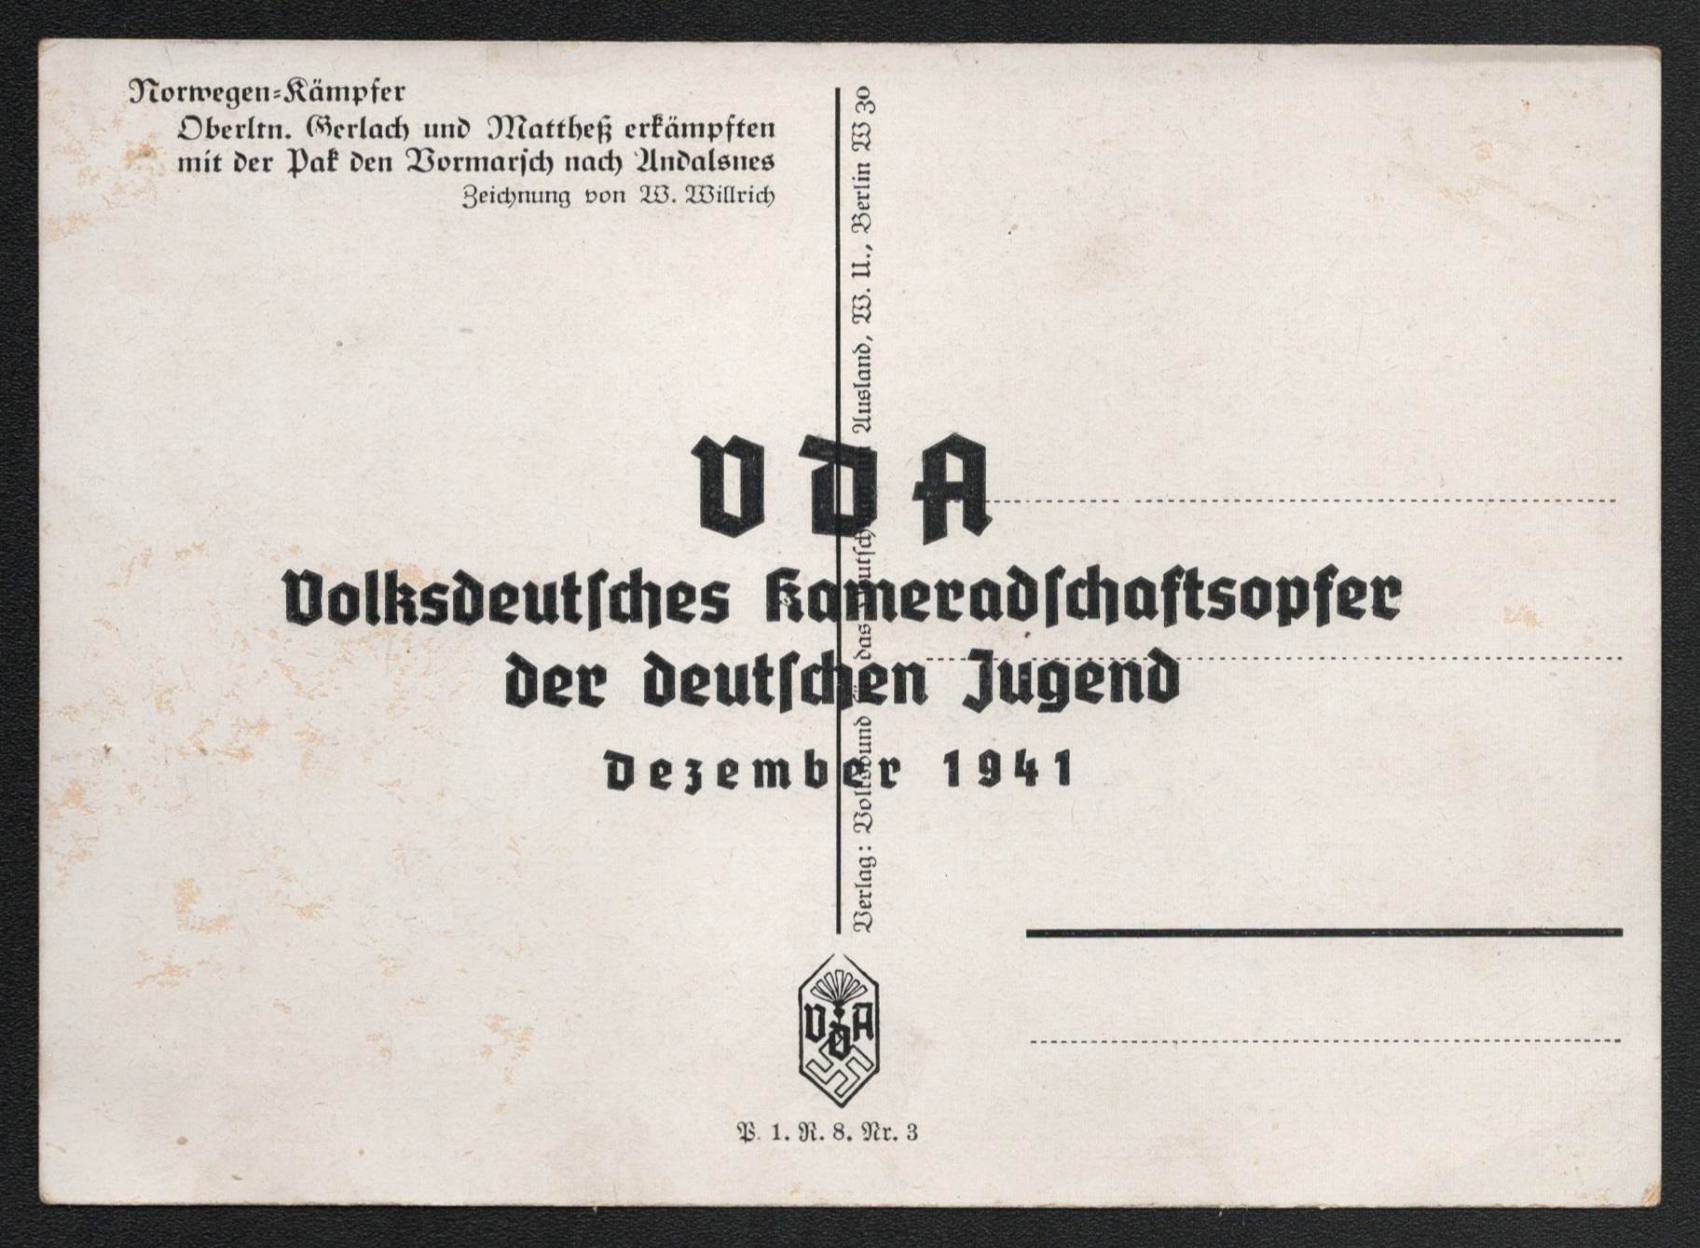 Norwegen-Kämpfer
Oberltn. Gerlach und Mattheß erkämpften
mit der Pak den Vormarsch nach Andalsnes
Zeichnung von W. Willrich
Verlag: Volksbund für das Deutschtum im Ausland, W. U., Berlin W 30
VDA
Volksdeutsches Kameradschaftsopfer
der deutschen Jugend
Dezember 1941
VDA
P. 1. R. 8. Nr. 3